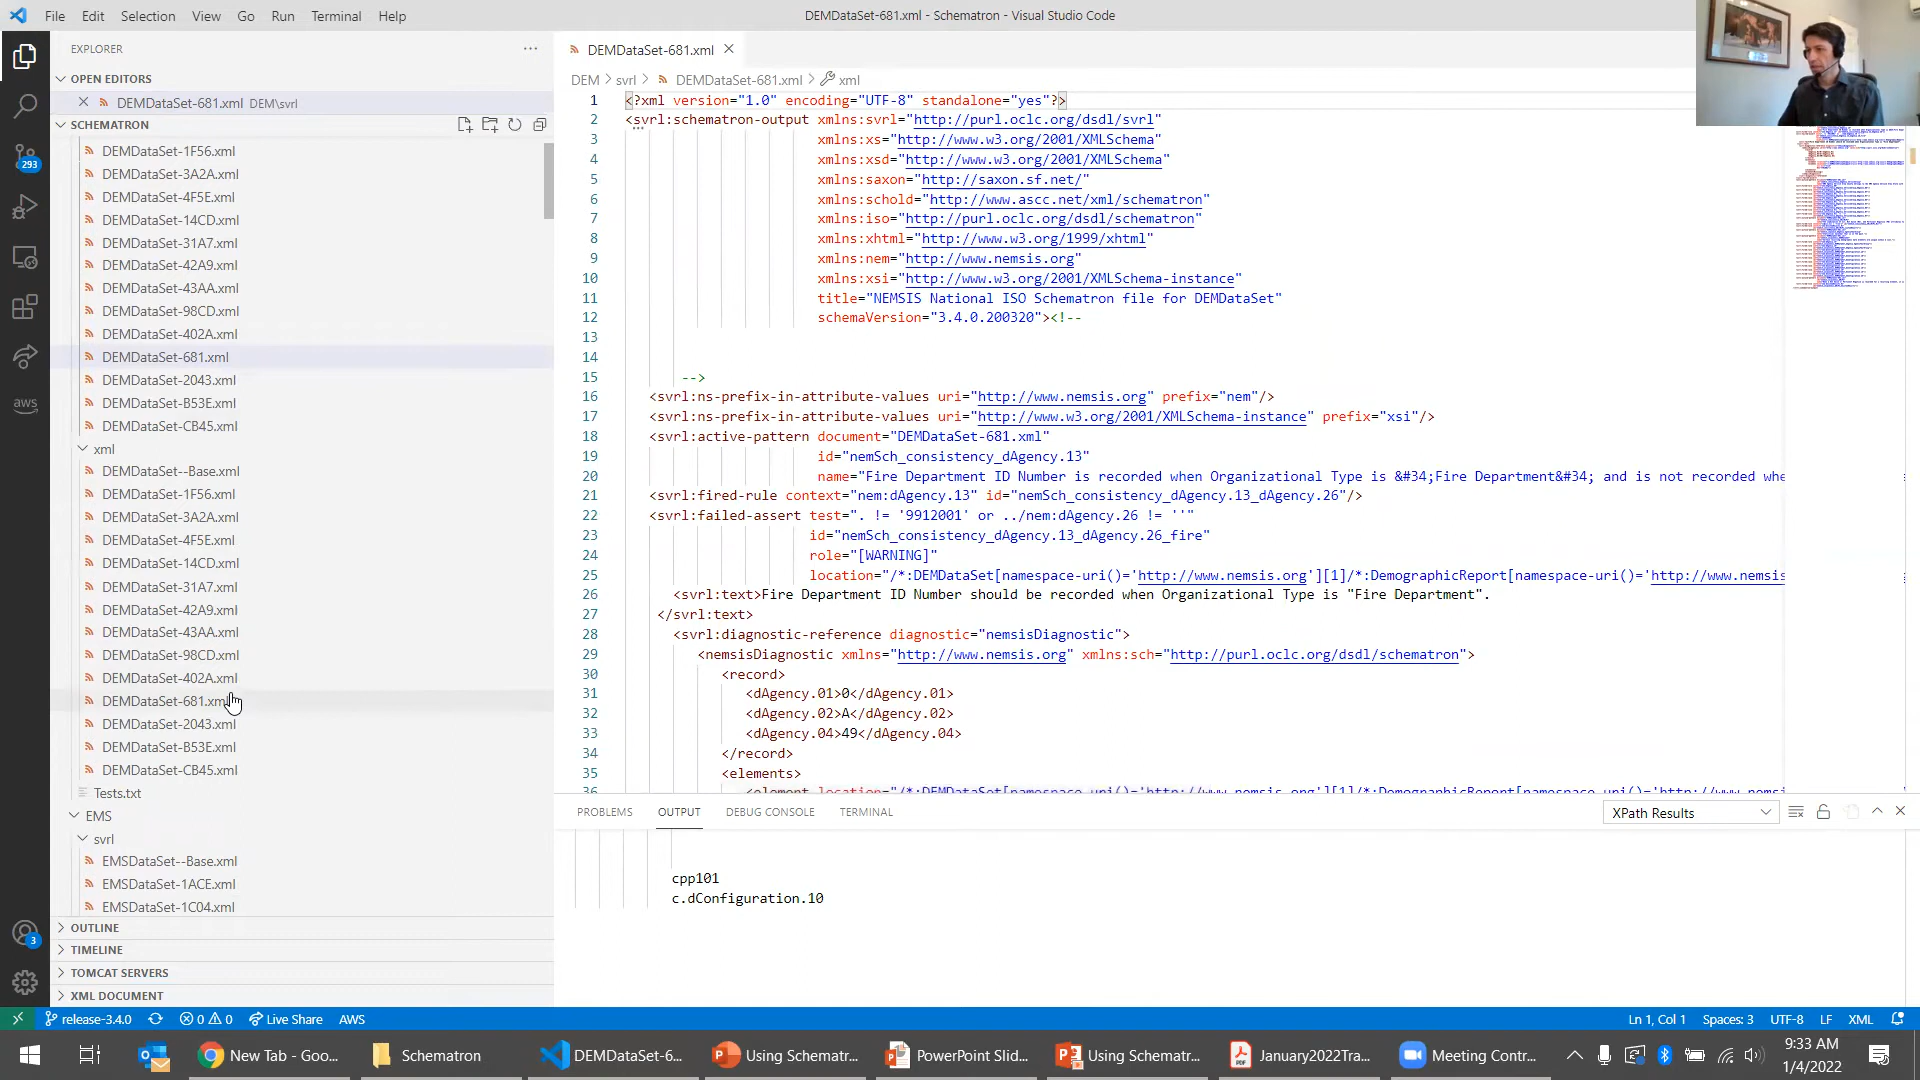 File Edit Selection View Go Run Terminal Help
DEMDataSet-681.xml - Schematron - Visual Studio Code
EXPLORER
OPEN EDITORS
DEMDataSet-681.xml DEM\svrl
SCHEMATRON
DEMDataSet-1F56.xml
DEMDataSet-3A2A.xml
DEMDataSet-4F5E.xml
DEMDataSet-14CD.xml
DEMDataSet-31A7.xml
DEMDataSet-42A9.xml
DEMDataSet-43AA.xml
DEMDataSet-98CD.xml
DEMDataSet-402A.xml
DEMDataSet-681.xml
DEMDataSet-2043.xml
DEMDataSet-B53E.xml
DEMDataSet-CB45.xml
xml
DEMDataSet--Base.xml
DEMDataSet-1F56.xml
DEMDataSet-3A2A.xml
DEMDataSet-4F5E.xml
DEMDataSet-14CD.xml
DEMDataSet-31A7.xml
DEMDataSet-42A9.xml
DEMDataSet-43AA.xml
DEMDataSet-98CD.xml
DEMDataSet-402A.xml
DEMDataSet-681.xml
DEMDataSet-2043.xml
DEMDataSet-B53E.xml
DEMDataSet-CB45.xml
Tests.txt
EMS
svrl
EMSDataSet--Base.xml
EMSDataSet-1ACE.xml
EMSDataSet-1C04.xml
OUTLINE
TIMELINE
TOMCAT SERVERS
XML DOCUMENT
293
aws
3
DEMDataSet-681.xml
DEM > svrl > DEMDataSet-681.xml > xml
1 <?xml version="1.0" encoding="UTF-8" standalone="yes"?>
2 <svrl:schematron-output xmlns:svrl="http://purl.oclc.org/dsdl/svrl"
3 xmlns:xs="http://www.w3.org/2001/XMLSchema"
4 xmlns:xsd="http://www.w3.org/2001/XMLSchema"
5 xmlns:saxon="http://saxon.sf.net/"
6 xmlns:schold="http://www.ascc.net/xml/schematron"
7 xmlns:iso="http://purl.oclc.org/dsdl/schematron"
8 xmlns:xhtml="http://www.w3.org/1999/xhtml"
9 xmlns:nem="http://www.nemsis.org"
10 xmlns:xsi="http://www.w3.org/2001/XMLSchema-instance"
11 title="NEMSIS National ISO Schematron file for DEMDataSet"
12 schemaVersion="3.4.0.200320"><!--
13
14
15 -->
16 <svrl:ns-prefix-in-attribute-values uri="http://www.nemsis.org" prefix="nem"/>
17 <svrl:ns-prefix-in-attribute-values uri="http://www.w3.org/2001/XMLSchema-instance" prefix="xsi"/>
18 <svrl:active-pattern document="DEMDataSet-681.xml"
19 id="nemSch_consistency_dAgency.13"
20 name="Fire Department ID Number is recorded when Organizational Type is &#34;Fire Department&#34; and is not recorded whe
21 <svrl:fired-rule context="nem:dAgency.13" id="nemSch_consistency_dAgency.13_dAgency.26"/>
22 <svrl:failed-assert test=". != '9912001' or ../nem:dAgency.26 != ''"
23 id="nemSch_consistency_dAgency.13_dAgency.26_fire"
24 role="[WARNING]"
25 location="/*:DEMDataSet[namespace-uri()='http://www.nemsis.org'][1]/*:DemographicReport[namespace-uri()='http://www.nemsis
26 <svrl:text>Fire Department ID Number should be recorded when Organizational Type is "Fire Department".
27 </svrl:text>
28 <svrl:diagnostic-reference diagnostic="nemsisDiagnostic">
29 <nemsisDiagnostic xmlns="http://www.nemsis.org" xmlns:sch="http://purl.oclc.org/dsdl/schematron">
30 <record>
31 <dAgency.01>0</dAgency.01>
32 <dAgency.02>A</dAgency.02>
33 <dAgency.04>49</dAgency.04>
34 </record>
35 <elements>
36 <element location="/*:DEMDataSet[namespace-uri()='http://www.nemsis.org'][1]/*:DemographicReport[namespace-uri()='http://www.nemsis
PROBLEMS OUTPUT DEBUG CONSOLE TERMINAL
XPath Results
cpp101
c.dConfiguration.10
release-3.4.0 0 0 Live Share AWS
Ln 1, Col 1 Spaces: 3 UTF-8 LF XML
New Tab - Goo...
Schematron
DEMDataSet-6...
Using Schematr...
PowerPoint Slid...
Using Schematr...
January2022Tra...
Meeting Contr...
9:33 AM
1/4/2022